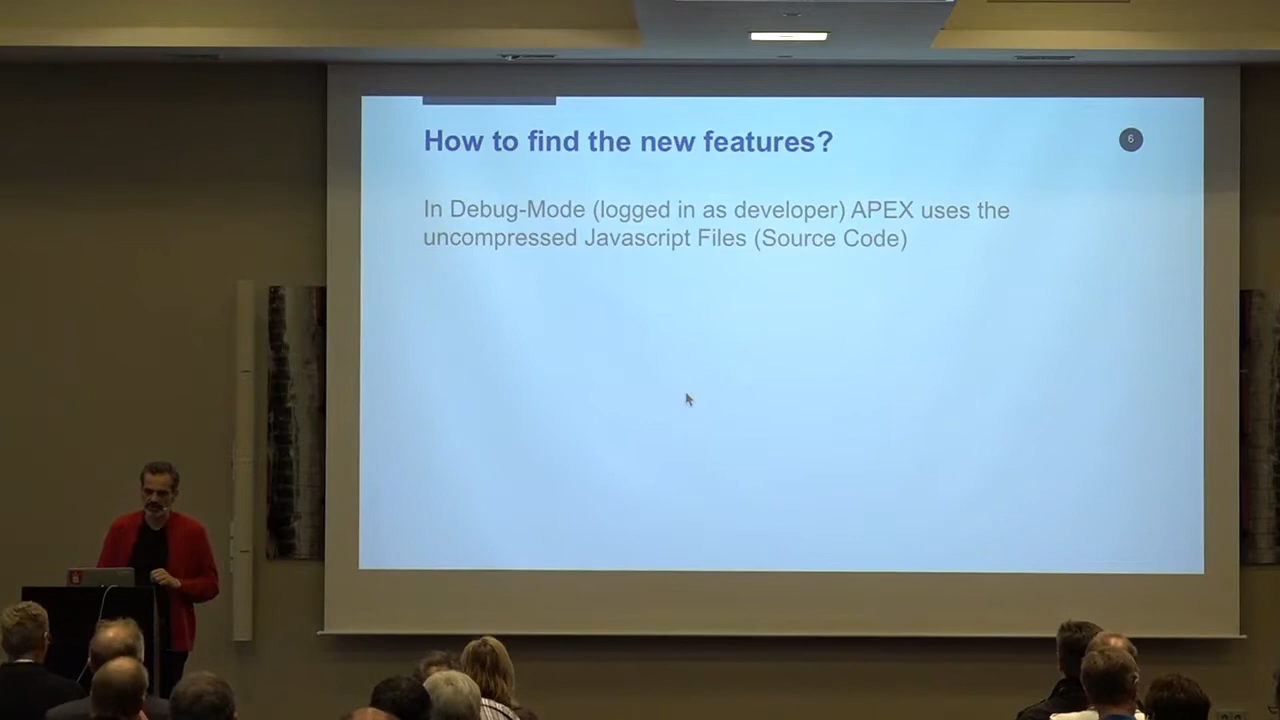 How to find the new features?
6
In Debug-Mode (logged in as developer) APEX uses the
uncompressed Javascript Files (Source Code)